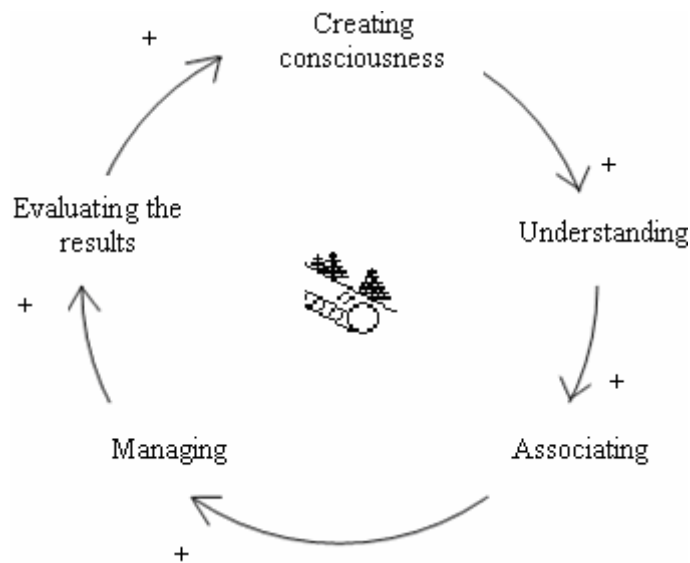 Creating
consciousness
+
Understanding
+
Associating
+
Managing
+
Evaluating the
results
+